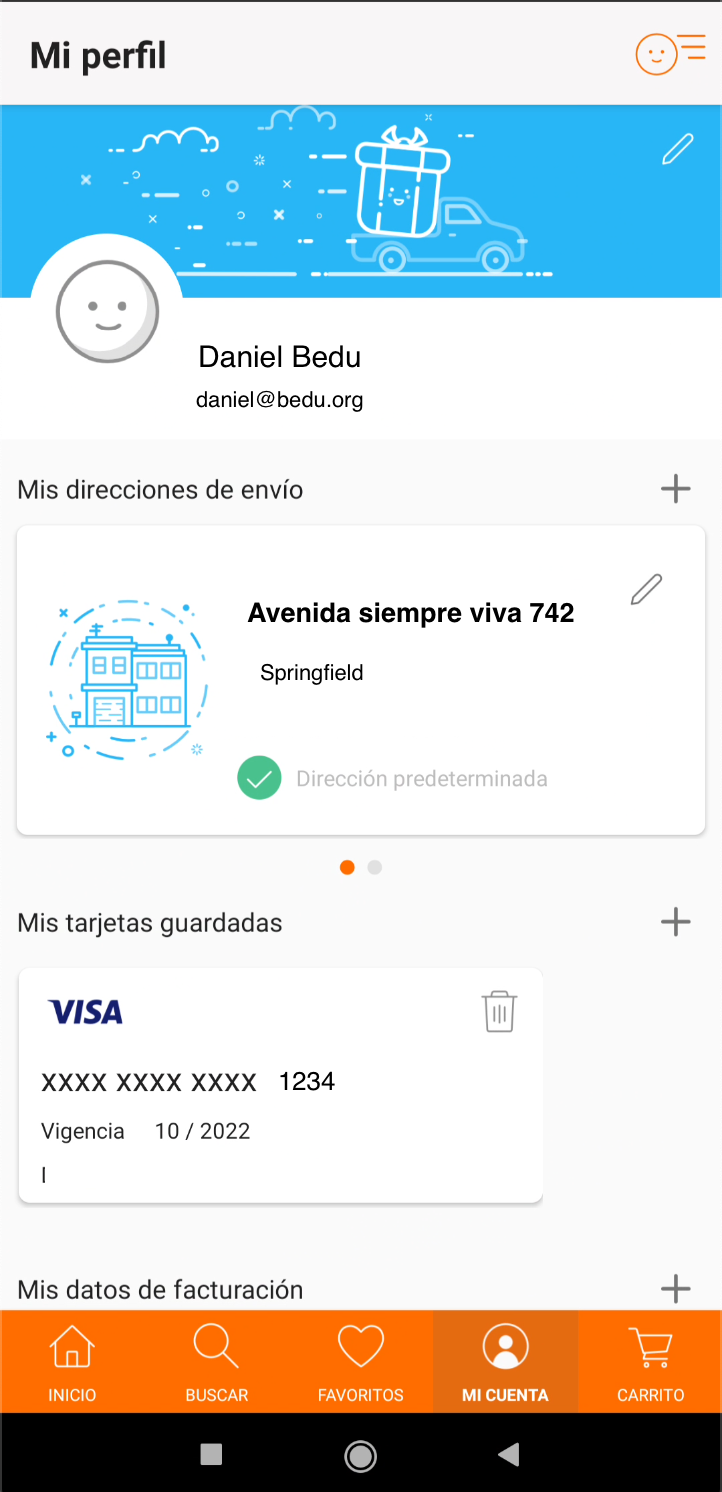 Mi perfil
Daniel Bedu
daniel@bedu.org
Mis direcciones de envío
Avenida siempre viva 742
Springfield
Dirección predeterminada
Mis tarjetas guardadas
VISA
XXXX XXXX XXXX 1234
Vigencia 10 / 2022
I
Mis datos de facturación
INICIO BUSCAR FAVORITOS MI CUENTA CARRITO